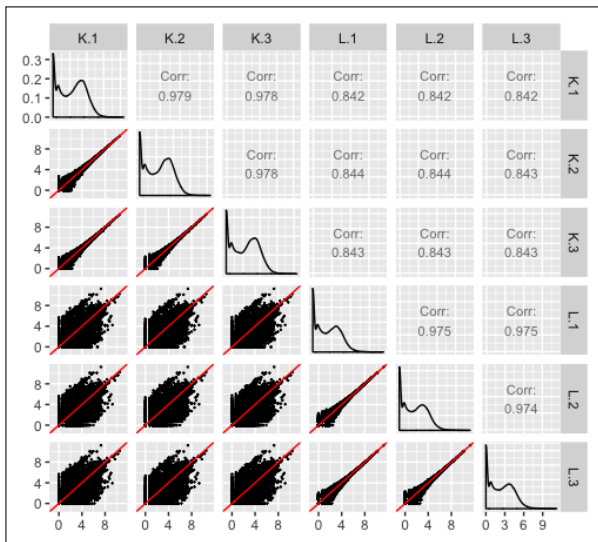 K.1 K.2 K.3 L.1 L.2 L.3
0.3
0.2
0.1
0.0
Corr:
0.979
Corr:
0.978
Corr:
0.842
Corr:
0.842
Corr:
0.842
K.1
8
4
0
Corr:
0.978
Corr:
0.844
Corr:
0.844
Corr:
0.843
K.2
8
4
0
Corr:
0.843
Corr:
0.843
Corr:
0.843
K.3
8
4
0
Corr:
0.975
Corr:
0.975
L.1
12
8
4
0
Corr:
0.974
L.2
8
4
0
L.3
0 4 8 0 4 8 0 4 8 0 4 8 0 4 8 0 3 6 9